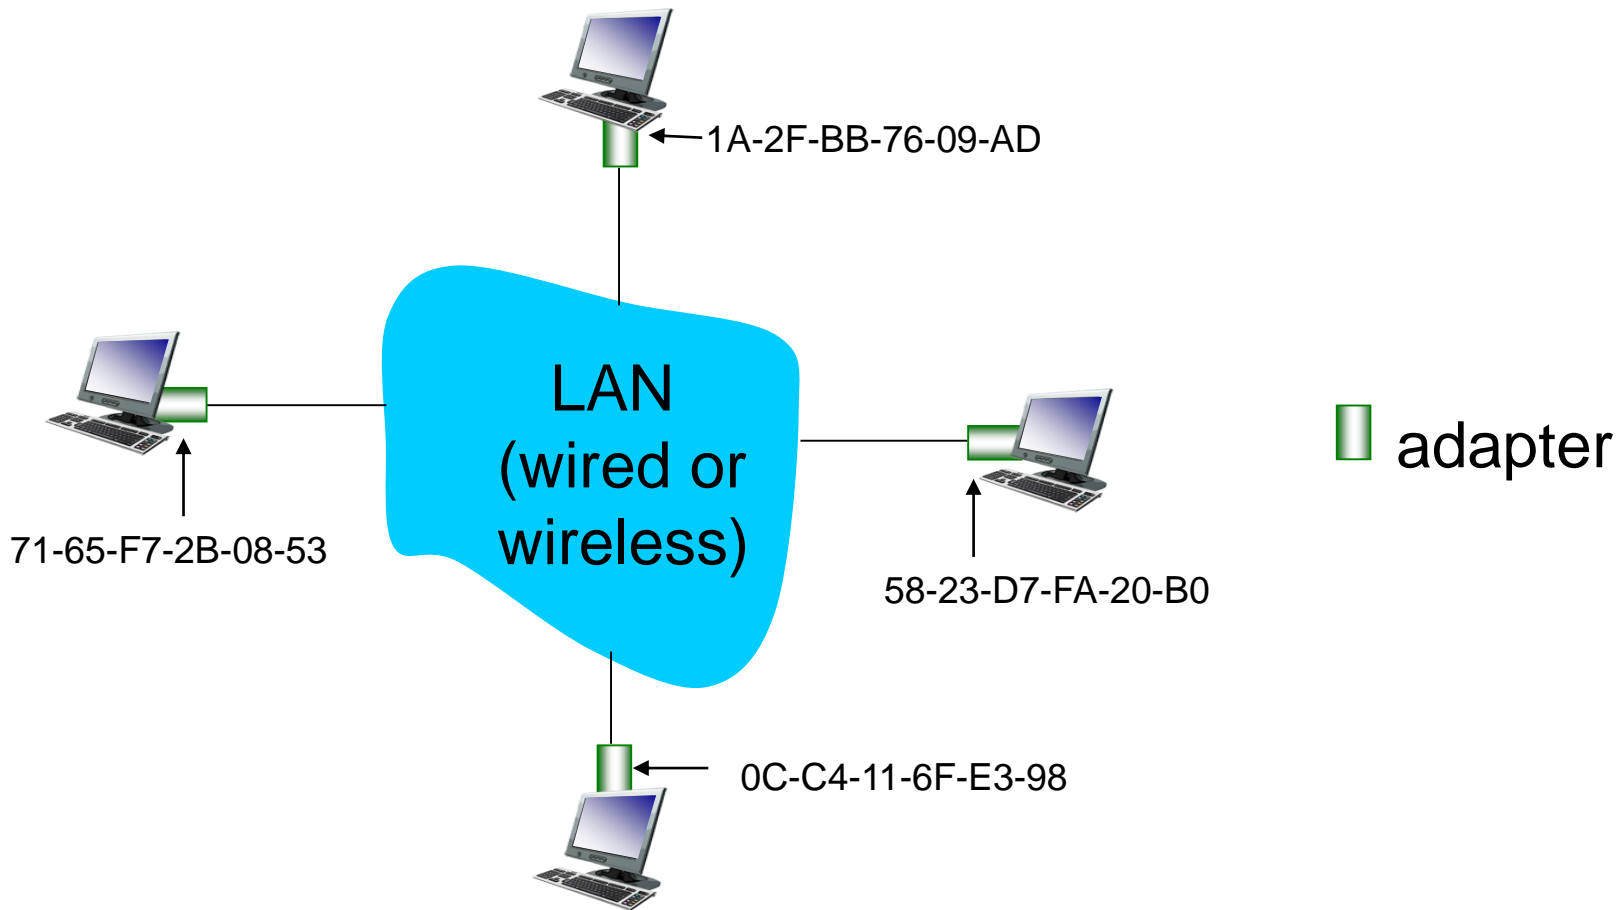 1A-2F-BB-76-09-AD
LAN
(wired or
wireless)
adapter
71-65-F7-2B-08-53
58-23-D7-FA-20-B0
0C-C4-11-6F-E3-98